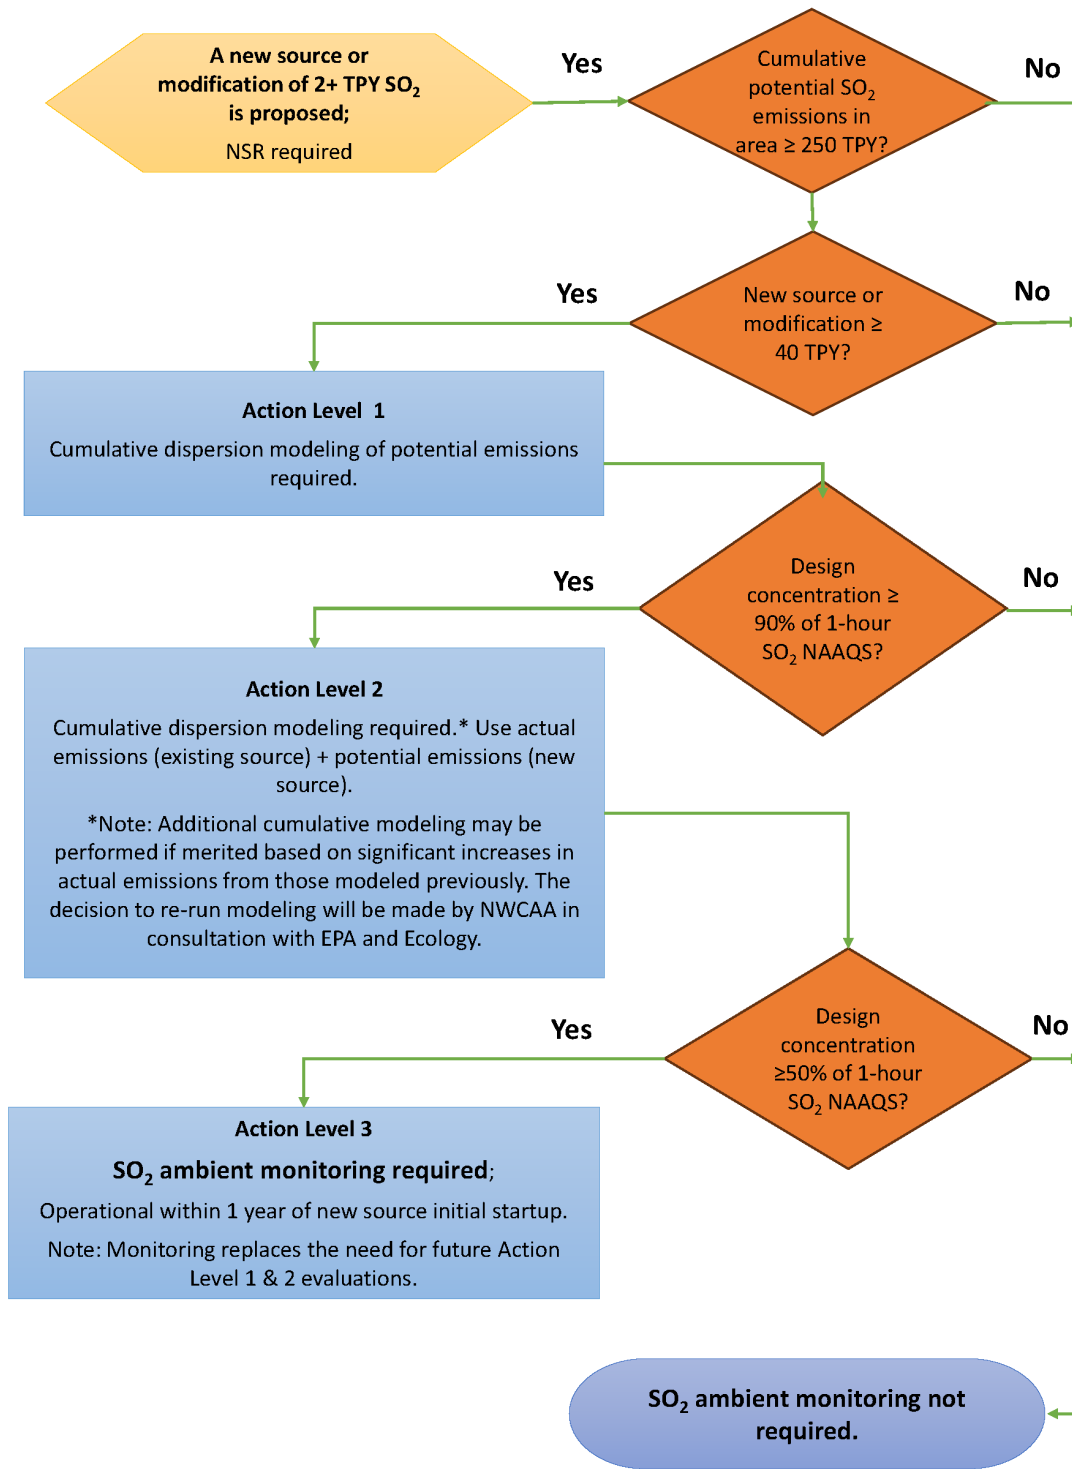 A new source or
modification of 2+ TPY SO₂
is proposed;
NSR required
Yes
Cumulative
potential SO₂
emissions in
area ≥ 250 TPY?
No
Yes
New source or
modification ≥
40 TPY?
No
Action Level 1
Cumulative dispersion modeling of potential emissions
required.
Yes
Design
concentration ≥
90% of 1-hour
SO₂ NAAQS?
No
Action Level 2
Cumulative dispersion modeling required.* Use actual
emissions (existing source) + potential emissions (new
source).
*Note: Additional cumulative modeling may be
performed if merited based on significant increases in
actual emissions from those modeled previously. The
decision to re-run modeling will be made by NWCAA in
consultation with EPA and Ecology.
Yes
Design
concentration
≥50% of 1-hour
SO₂ NAAQS?
No
Action Level 3
SO₂ ambient monitoring required;
Operational within 1 year of new source initial startup.
Note: Monitoring replaces the need for future Action
Level 1 & 2 evaluations.
SO₂ ambient monitoring not
required.